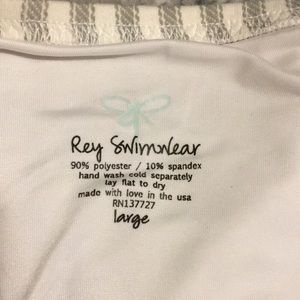 Rey Swimwear
90% polyester / 10% spandex
hand wash cold separately
lay flat to dry
made with love in the usa
RN137727
large